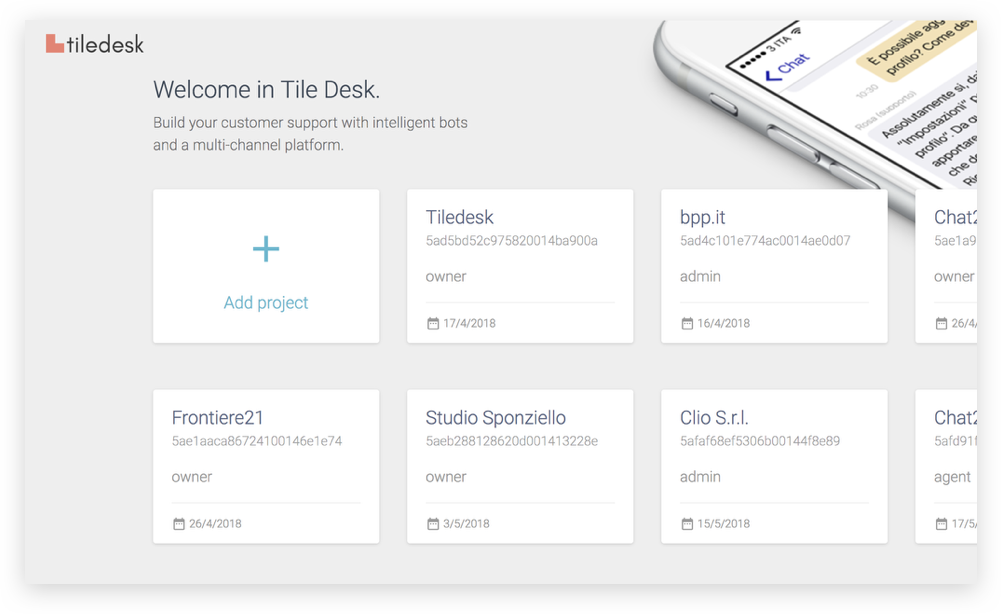 tiledesk
Welcome in Tile Desk.
Build your customer support with intelligent bots
and a multi-channel platform.
3 ITA
Chat
È possibile agg
profilo? Come dev
10:30
Rosa (supporto)
Assolutamente si, da
"Impostazioni"
profilo". Da q
apportare
che de
Ric
Add project
Tiledesk
5ad5bd52c975820014ba900a
owner
17/4/2018
bpp.it
5ad4c101e774ac0014ae0d07
admin
16/4/2018
Chat2
5ae1a9
owner
26/4/
Frontiere21
5ae1aaca86724100146e1e74
owner
26/4/2018
Studio Sponziello
5aeb288128620d001413228e
owner
3/5/2018
Clio S.r.l.
5afaf68ef5306b00144f8e89
admin
15/5/2018
Chat2
5afd91f
agent
17/5/